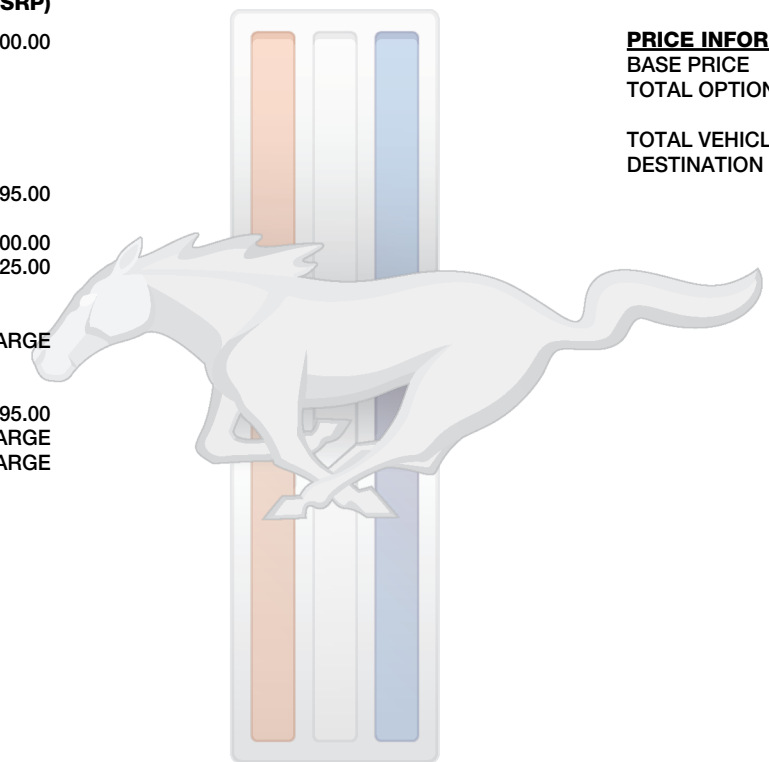 SRP)
00.00
95.00
00.00
25.00
ARGE
95.00
ARGE
ARGE
PRICE INFOR
BASE PRICE
TOTAL OPTION
TOTAL VEHICL
DESTINATION